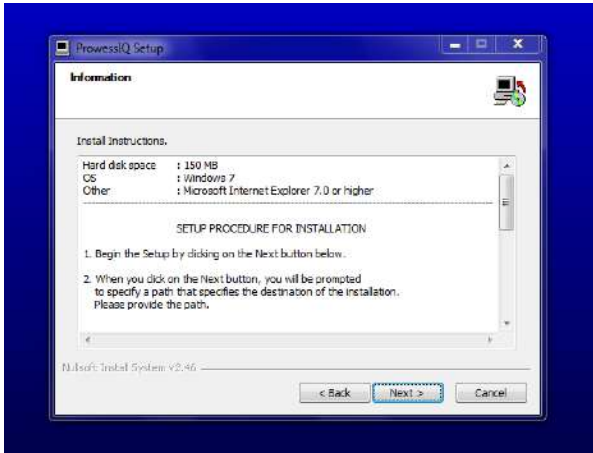 ProwessIQ Setup
Information
Install Instructions.
Hard disk space : 150 MB
OS : Windows 7
Other : Microsoft Internet Explorer 7.0 or higher
SETUP PROCEDURE FOR INSTALLATION
1. Begin the Setup by clicking on the Next button below.
2. When you click on the Next button, you will be prompted
to specify a path that specifies the destination of the installation.
Please provide the path.
Nullsoft Install System v2.46
< Back Next > Cancel